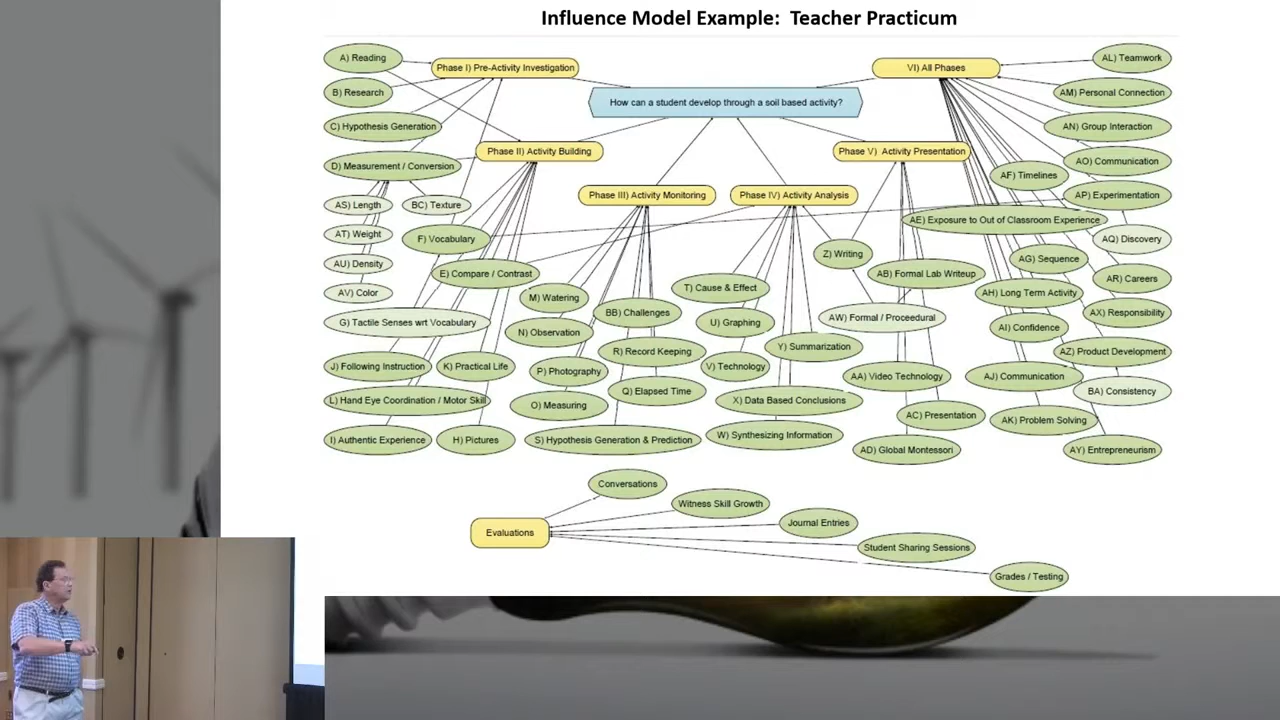 Influence Model Example:  Teacher Practicum
A) Reading
Phase I) Pre-Activity Investigation
VI) All Phases
AL) Teamwork
B) Research
How can a student develop through a soil based activity?
AM) Personal Connection
C) Hypothesis Generation
AN) Group Interaction
D) Measurement / Conversion
Phase II) Activity Building
Phase V)  Activity Presentation
AO) Communication
AF) Timelines
AS) Length
BC) Texture
Phase III) Activity Monitoring
Phase IV) Activity Analysis
AP) Experimentation
AE) Exposure to Out of Classroom Experience
AT) Weight
F) Vocabulary
AQ) Discovery
AU) Density
E) Compare / Contrast
Z) Writing
AB) Formal Lab Writeup
AG) Sequence
AR) Careers
AV) Color
M) Watering
T) Cause & Effect
AH) Long Term Activity
G) Tactile Senses wrt Vocabulary
N) Observation
BB) Challenges
U) Graphing
AW) Formal / Proceedural
AI) Confidence
AX) Responsibility
J) Following Instruction
K) Practical Life
P) Photography
R) Record Keeping
V) Technology
Y) Summarization
AA) Video Technology
AJ) Communication
AZ) Product Development
L) Hand Eye Coordination / Motor Skill
O) Measuring
Q) Elapsed Time
X) Data Based Conclusions
BA) Consistency
AC) Presentation
AK) Problem Solving
I) Authentic Experience
H) Pictures
S) Hypothesis Generation & Prediction
W) Synthesizing Information
AD) Global Montessori
AY) Entrepreneurism
Conversations
Witness Skill Growth
Evaluations
Journal Entries
Student Sharing Sessions
Grades / Testing